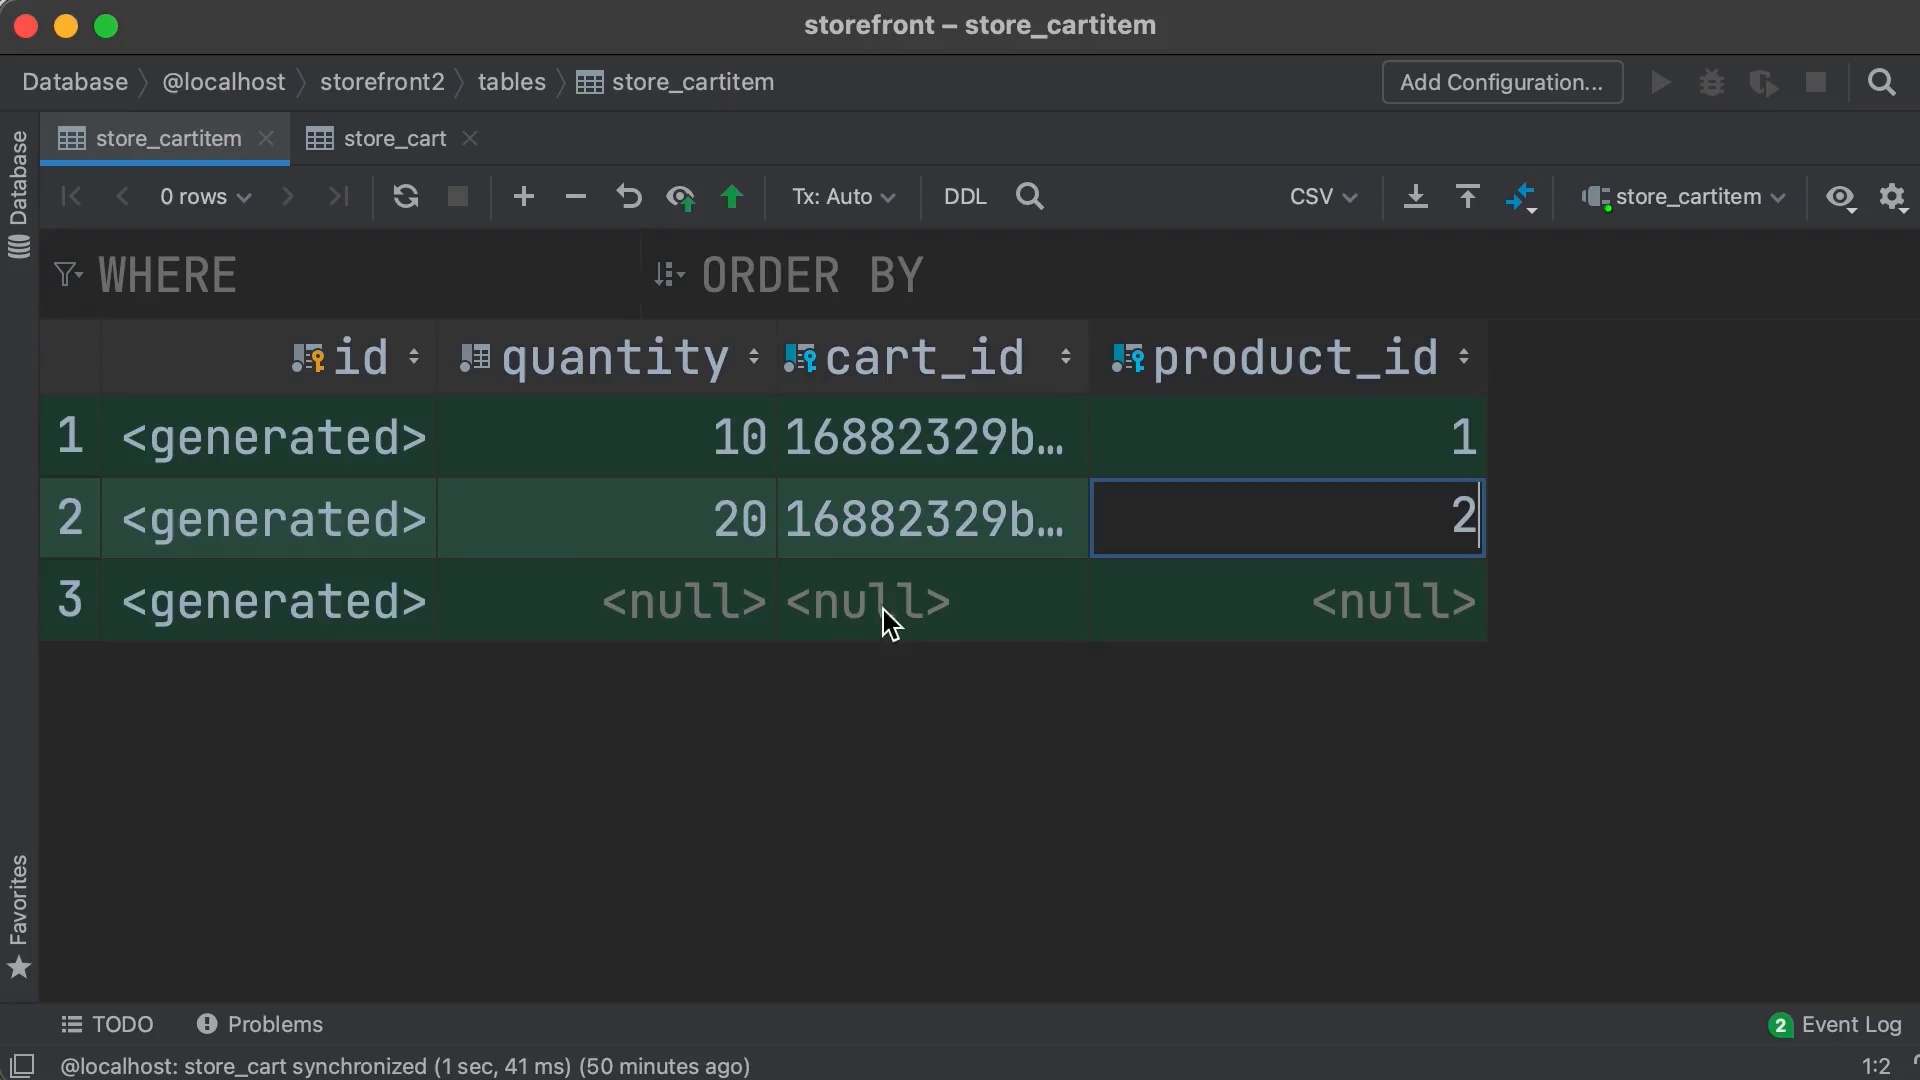 storefront – store_cartitem
Database @localhost storefront2 tables store_cartitem Add Configuration...
store_cartitem store_cart
0 rows Tx: Auto DDL CSV store_cartitem
WHERE ORDER BY
id quantity cart_id product_id
1 <generated> 10 16882329b… 1
2 <generated> 20 16882329b… 2
3 <generated> <null> <null> <null>
Database
Favorites
TODO Problems 2 Event Log
@localhost: store_cart synchronized (1 sec, 41 ms) (50 minutes ago) 1:2